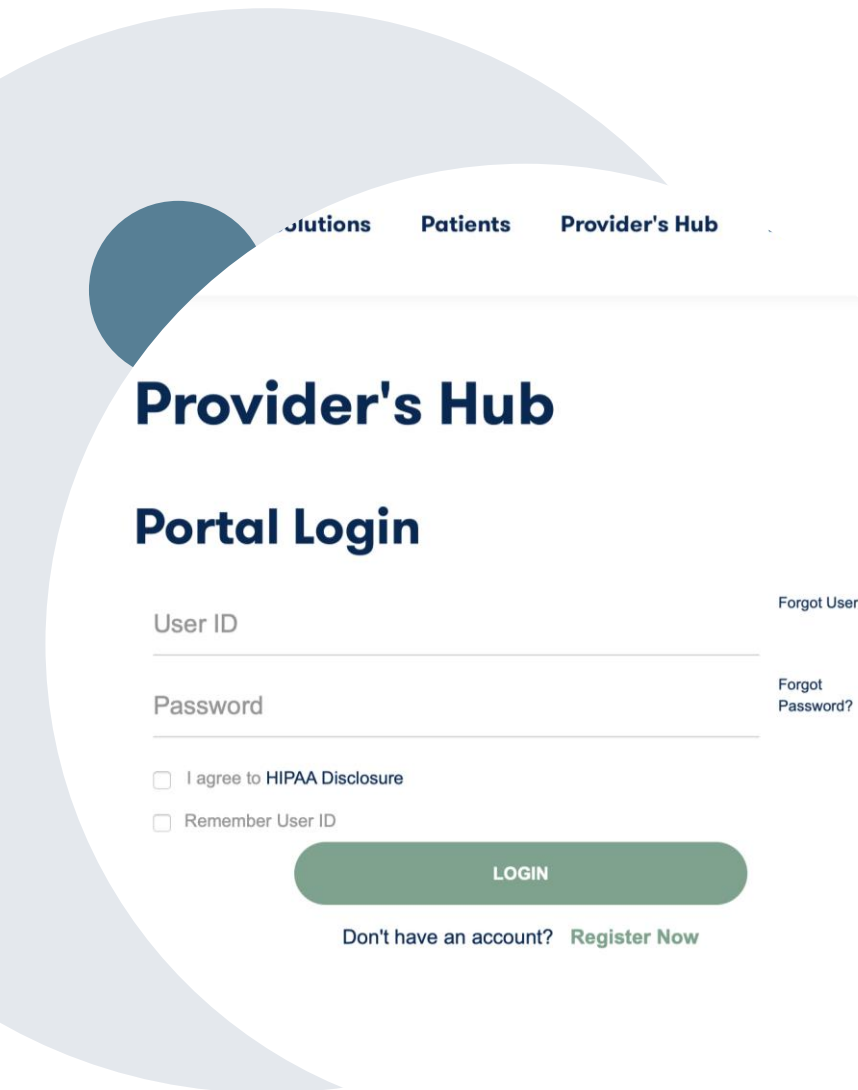 Patients Provider's Hub
Provider's Hub
Portal Login
User ID
Forgot User
Password
Forgot
Password?
I agree to HIPAA Disclosure
Remember User ID
LOGIN
Don't have an account? Register Now